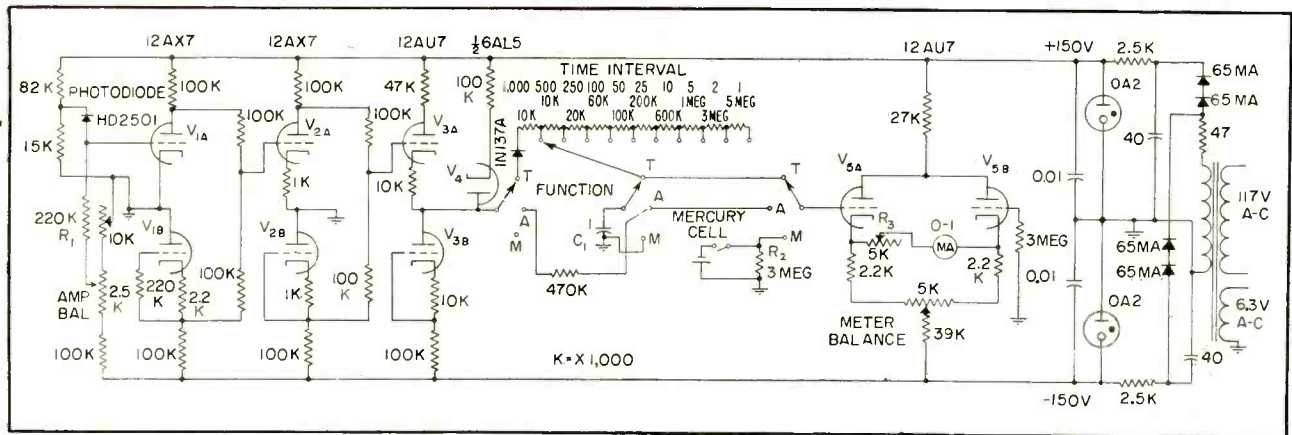 12AX7
12AX7
12AU7
½6AL5
12AU7
+150V
2.5K
82K
PHOTODIODE
HD2501
100K
100K
47K
100
K
TIME INTERVAL
1,000 500 250 100 50 25 10 5 2 1
10K 60K 200K 1MEG 5MEG
10K 20K 100K 600K 3MEG
1N137A
27K
0A2
65MA
65MA
40
47
15K
V1A
100K
V2A
100K
V3A
V4
T
FUNCTION
T
T
V5A
V5B
0.01
117V
A-C
1K
10K
A
A
MERCURY
CELL
A
R3
0-1
MA
220K
R1
10K
V1B
V2B
V3B
M
C1
1
M
M
R2
3MEG
5K
2.2K
2.2
K
3MEG
65MA
65MA
AMP
BAL
2.5
K
220
K
2.2
K
100K
1K
100
K
10K
470K
5K
METER
BALANCE
39K
0.01
0A2
6.3V
A-C
100K
100K
100K
100K
K=X1,000
40
-150V
2.5K